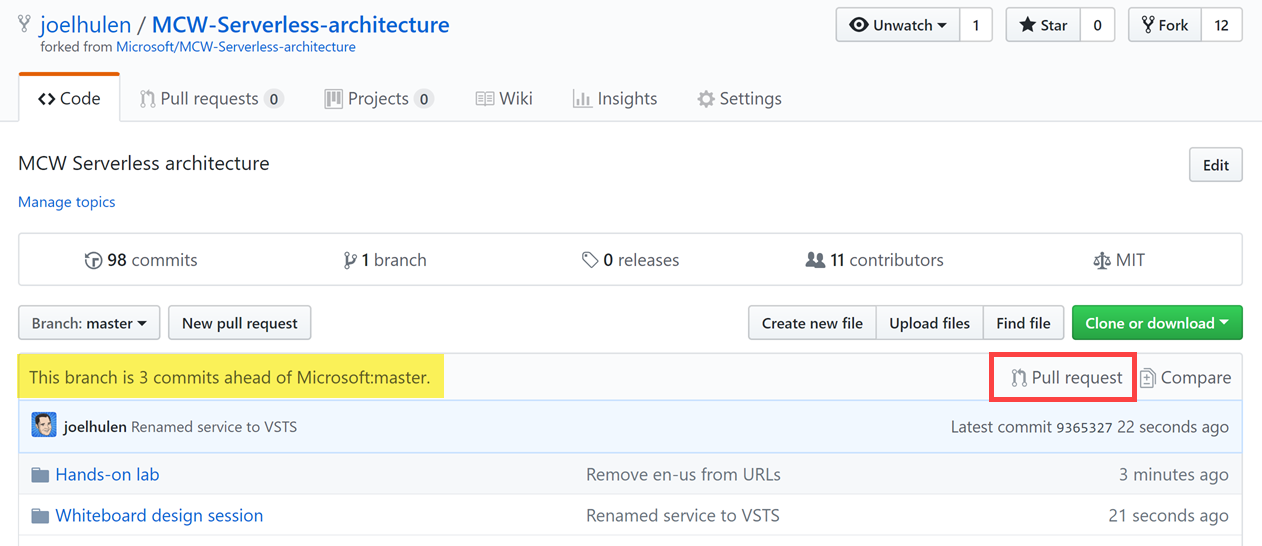 joelhulen / MCW-Serverless-architecture
Unwatch 1 Star 0 Fork 12
forked from Microsoft/MCW-Serverless-architecture
Code Pull requests 0 Projects 0 Wiki Insights Settings
MCW Serverless architecture
Edit
Manage topics
98 commits 1 branch 0 releases 11 contributors MIT
Branch: master New pull request Create new file Upload files Find file Clone or download
This branch is 3 commits ahead of Microsoft:master. Pull request Compare
joelhulen Renamed service to VSTS Latest commit 9365327 22 seconds ago
Hands-on lab Remove en-us from URLs 3 minutes ago
Whiteboard design session Renamed service to VSTS 21 seconds ago